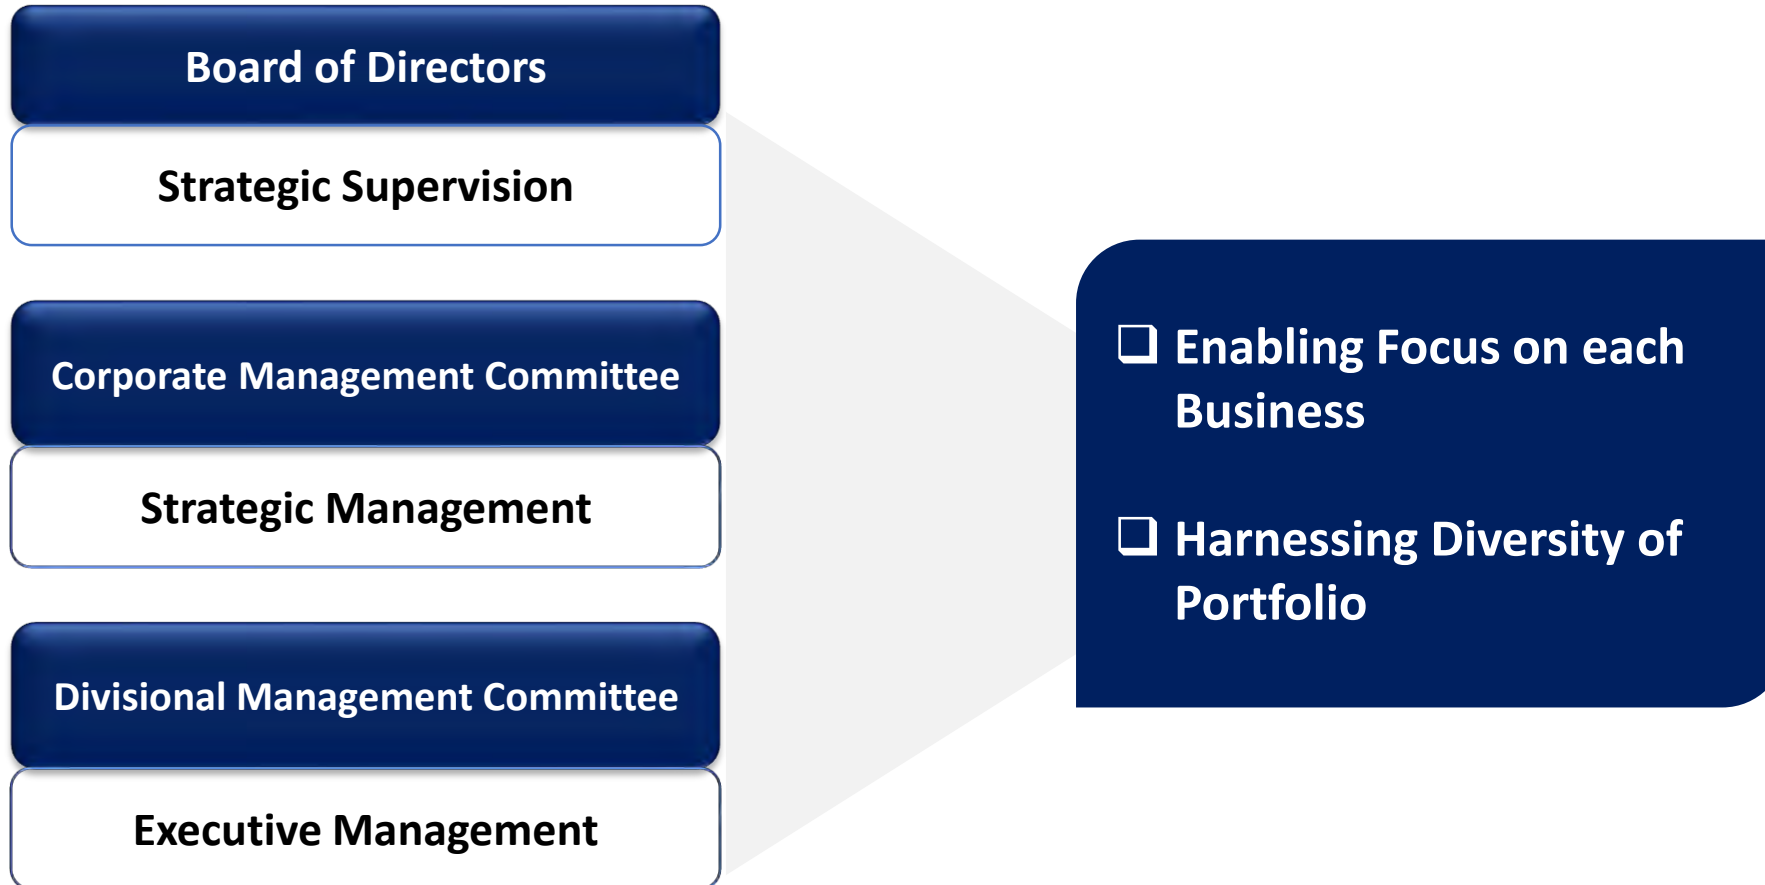 Board of Directors
Strategic Supervision
Corporate Management Committee
Strategic Management
Divisional Management Committee
Executive Management
❑ Enabling Focus on each
Business
❑ Harnessing Diversity of
Portfolio